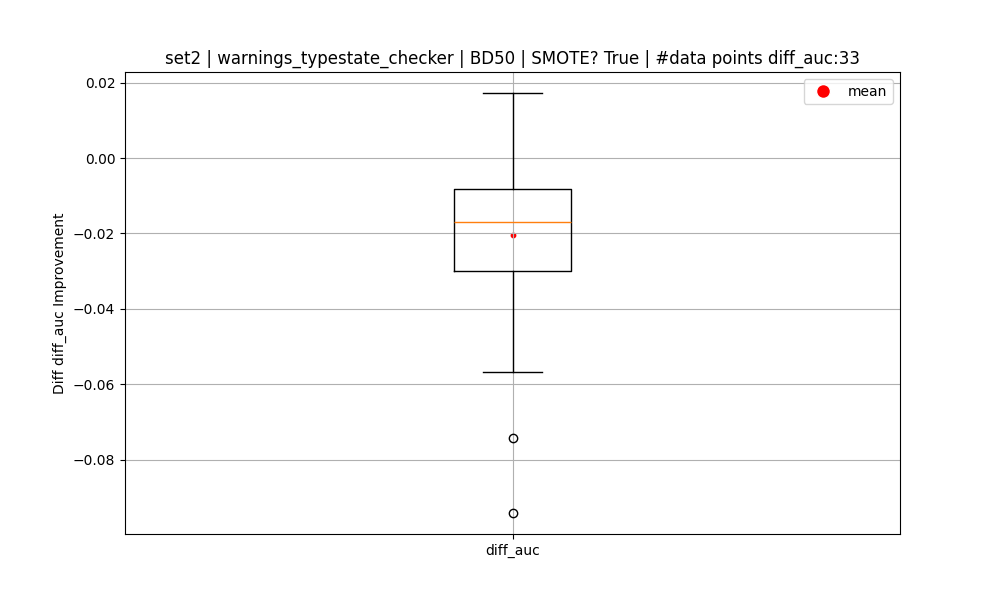 set2 | warnings_typestate_checker | BD50 | SMOTE? True | #data points diff_auc:33
mean
0.02
0.00
−0.02
−0.04
−0.06
−0.08
Diff diff_auc Improvement
diff_auc